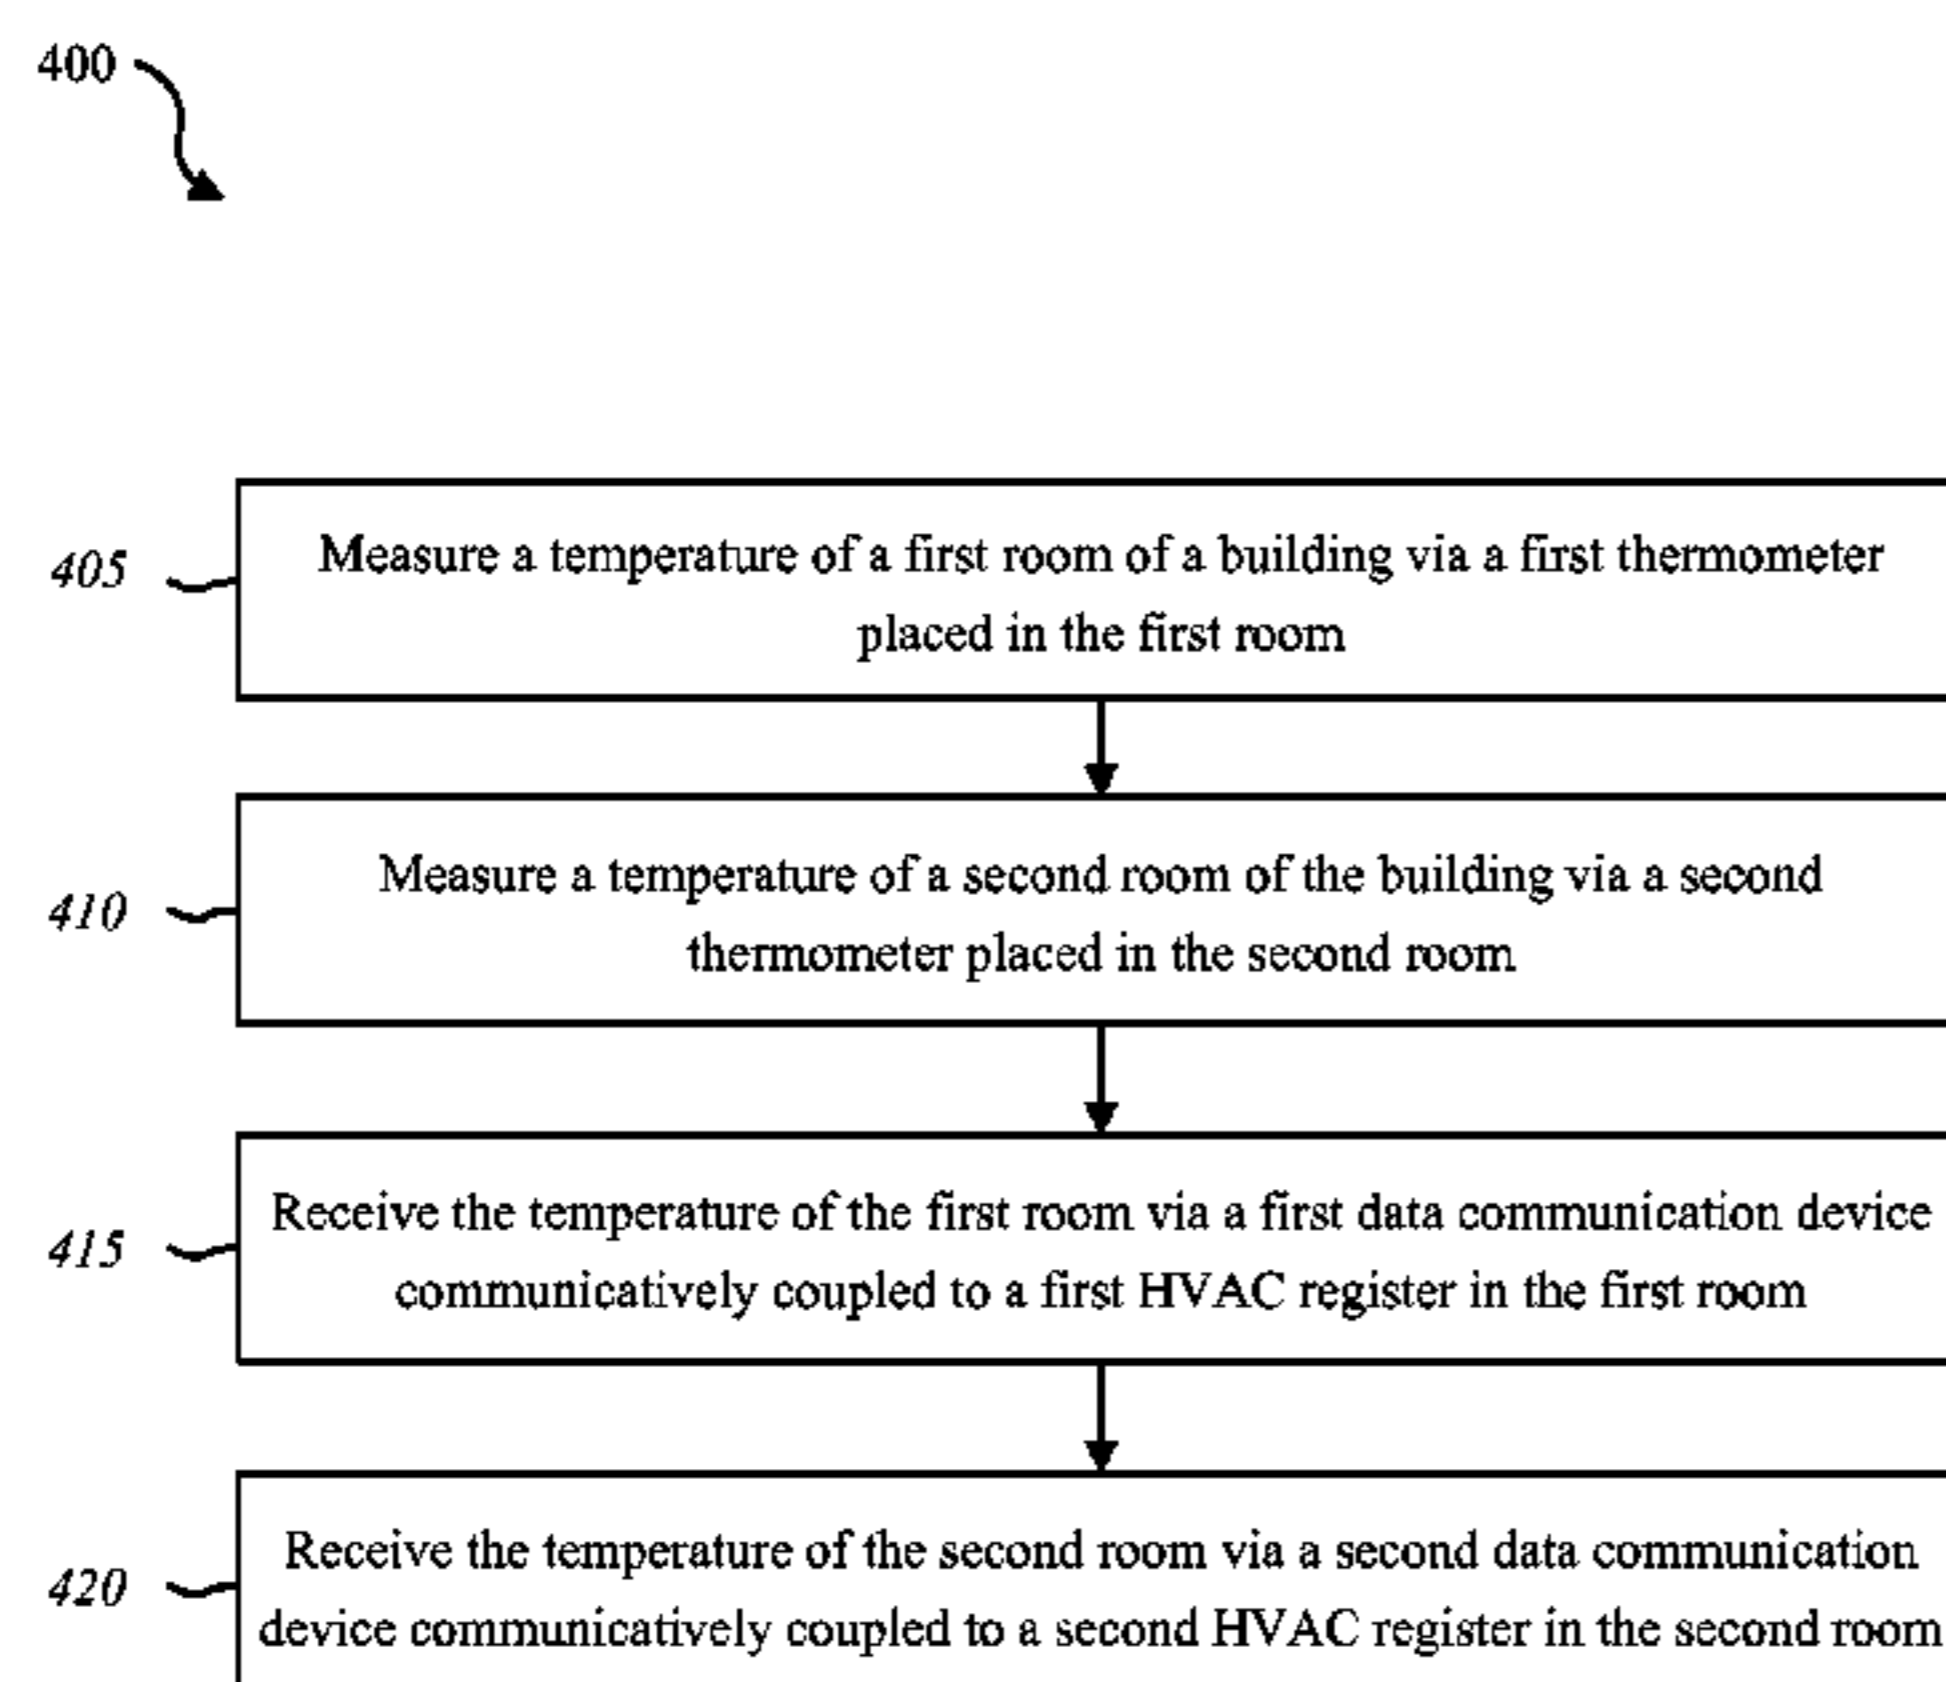 400
405
Measure a temperature of a first room of a building via a first thermometer
placed in the first room
410
Measure a temperature of a second room of the building via a second
thermometer placed in the second room
415
Receive the temperature of the first room via a first data communication device
communicatively coupled to a first HVAC register in the first room
420
Receive the temperature of the second room via a second data communication
device communicatively coupled to a second HVAC register in the second room